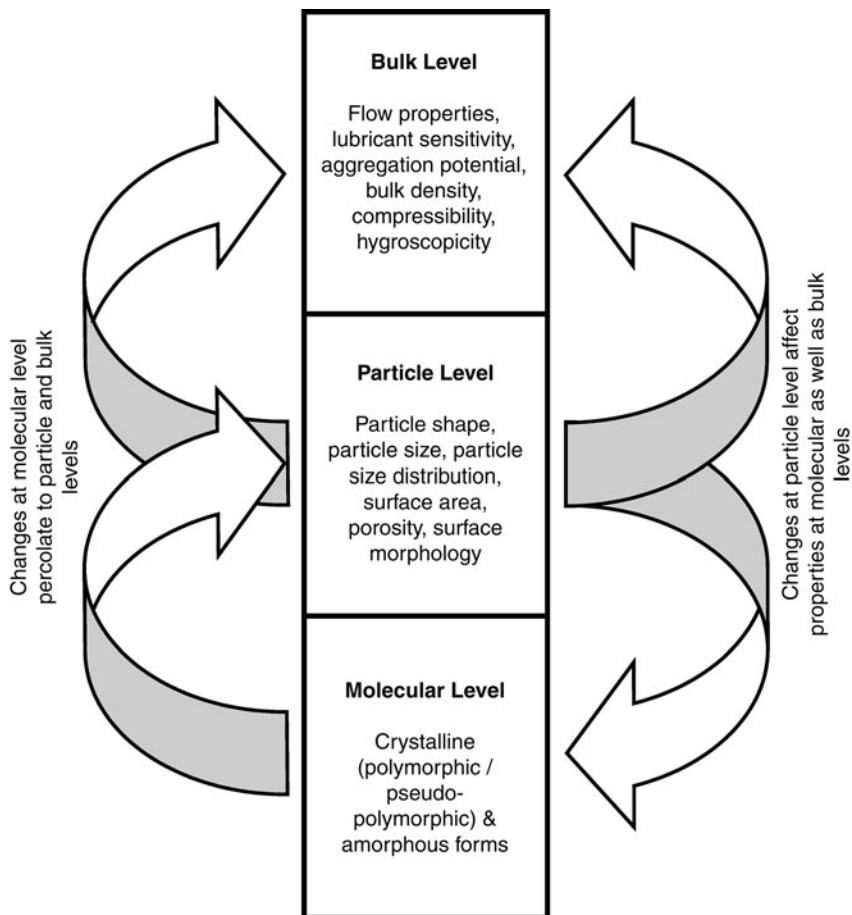 Bulk Level
Flow properties,
lubricant sensitivity,
aggregation potential,
bulk density,
compressibility,
hygroscopicity
Changes at molecular level
percolate to particle and bulk
levels
Particle Level
Particle shape,
particle size, particle
size distribution,
surface area,
porosity, surface
morphology
Changes at particle level affect
properties at molecular as well as bulk
levels
Molecular Level
Crystalline
(polymorphic /
pseudo-
polymorphic) &
amorphous forms